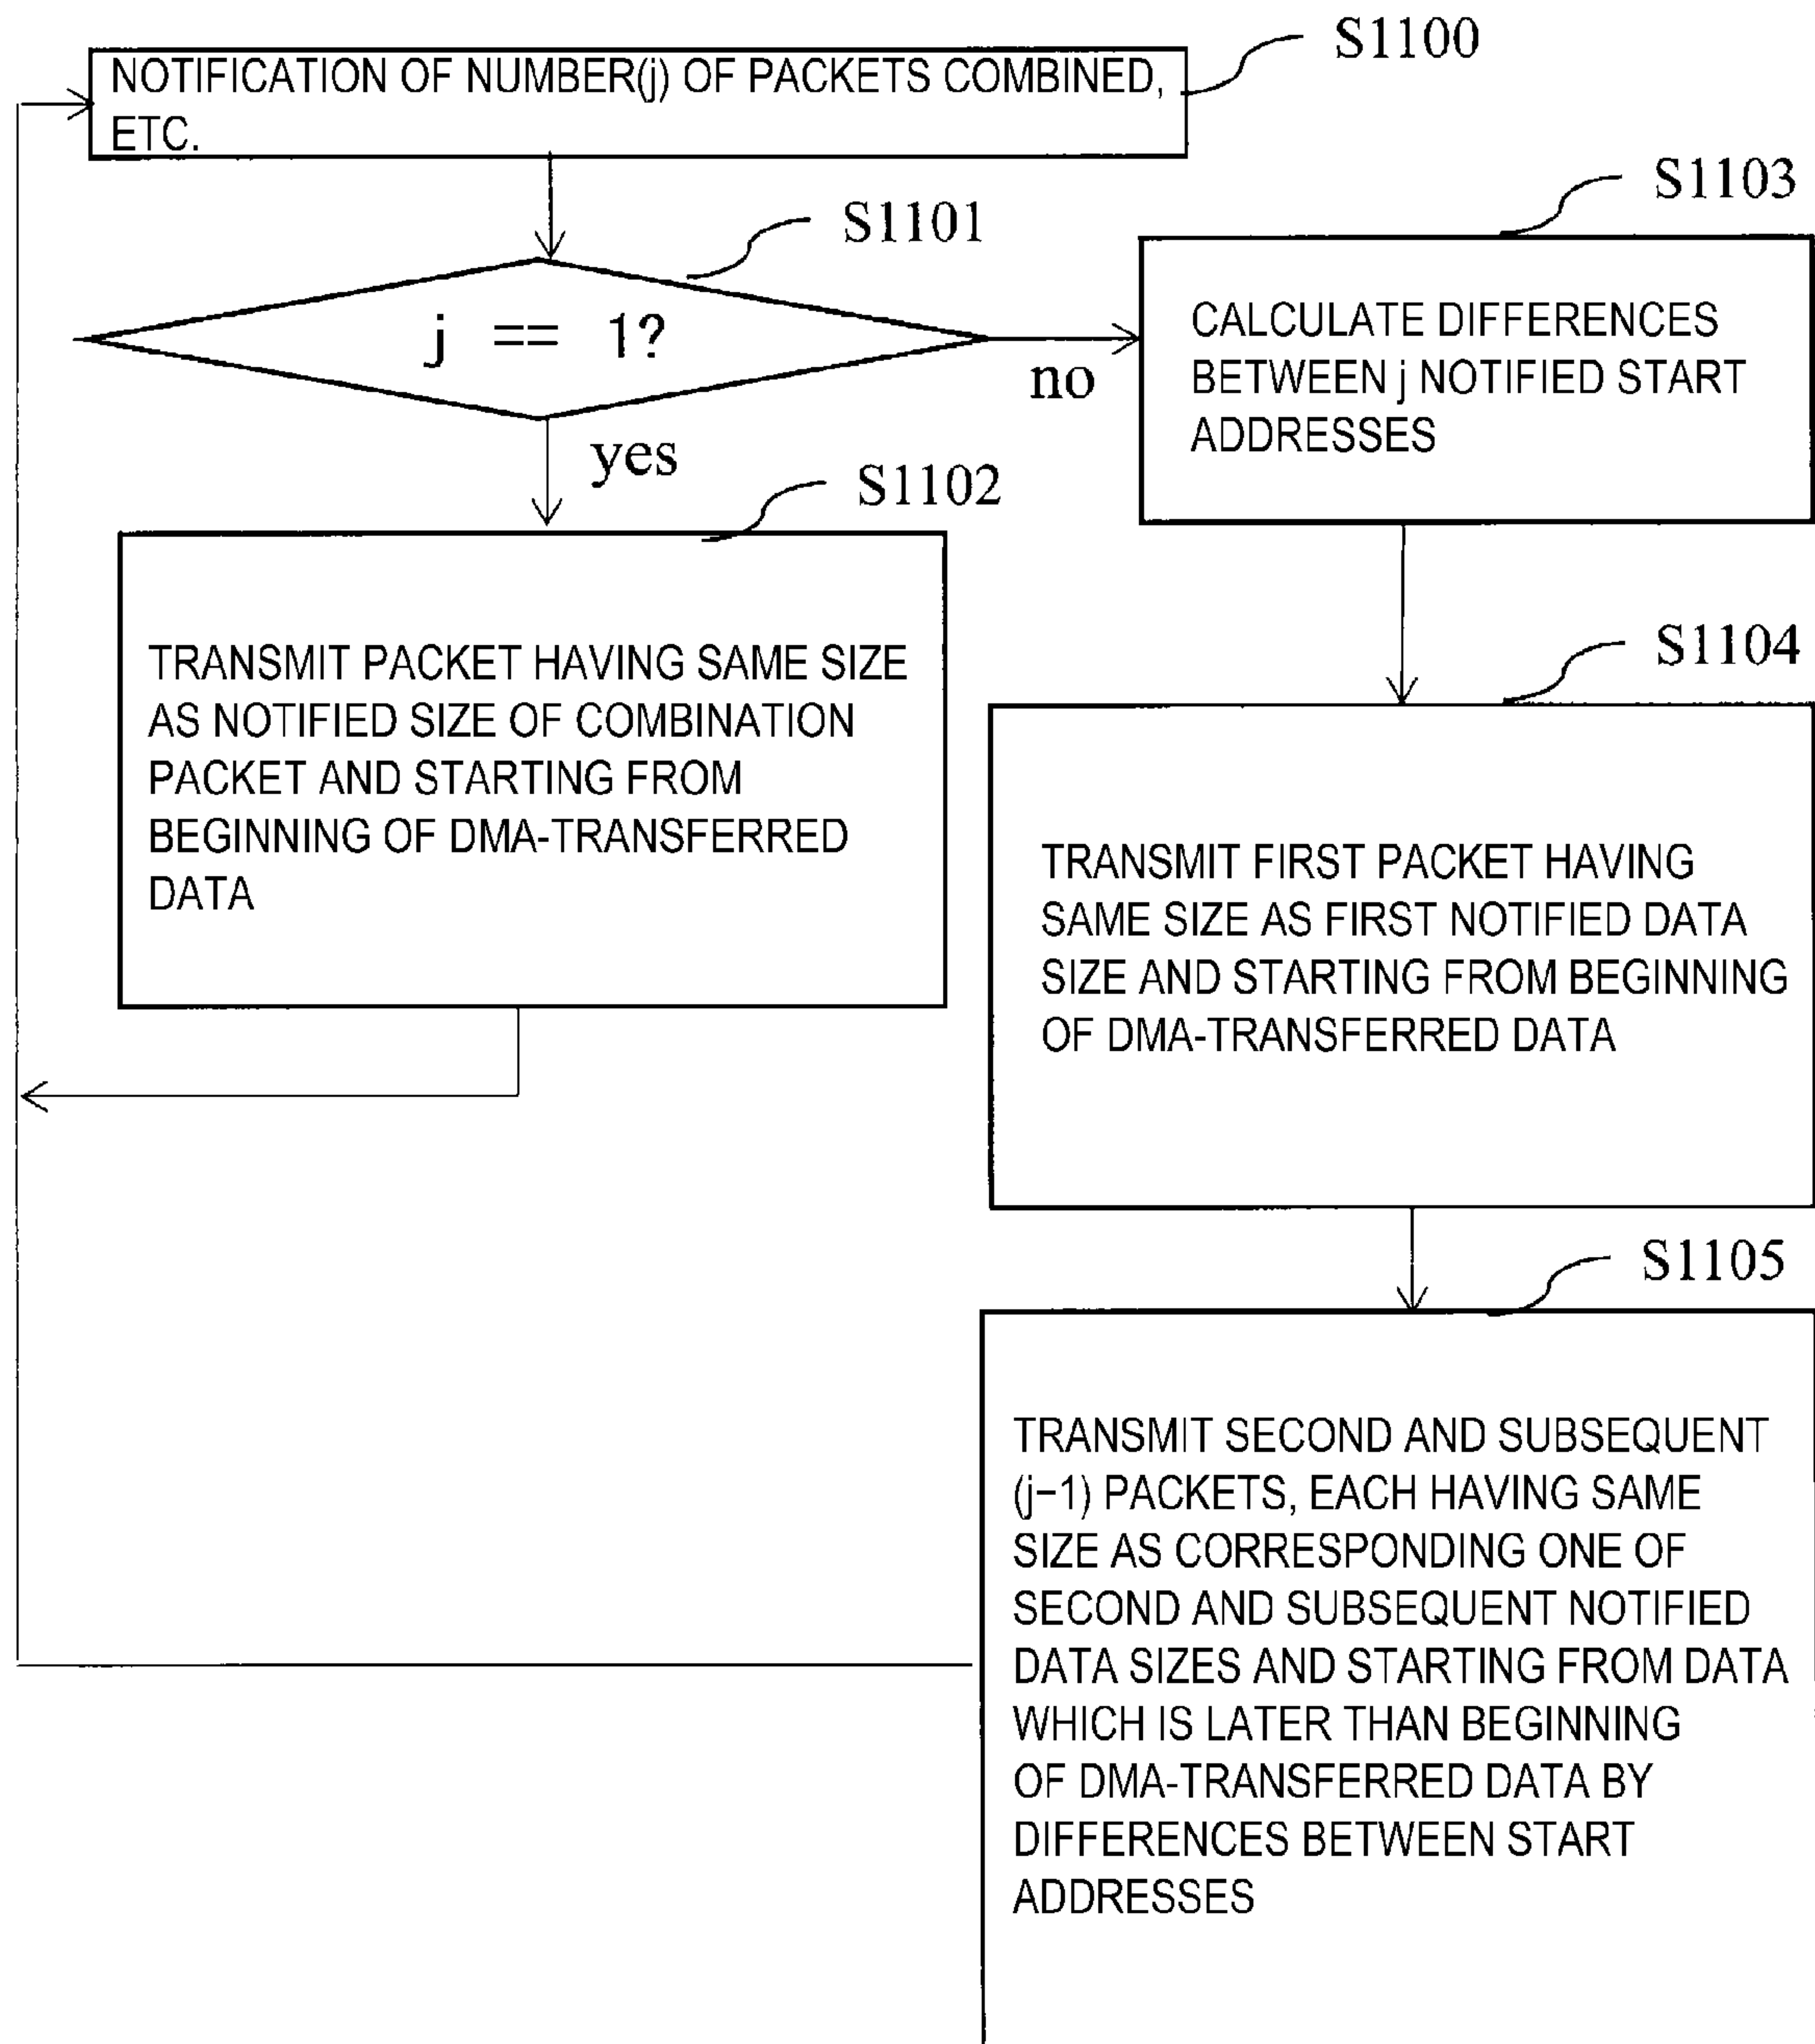 S1100
NOTIFICATION OF NUMBER(j) OF PACKETS COMBINED,
ETC.
S1101
j == 1?
no
yes
S1103
CALCULATE DIFFERENCES
BETWEEN j NOTIFIED START
ADDRESSES
S1102
TRANSMIT PACKET HAVING SAME SIZE
AS NOTIFIED SIZE OF COMBINATION
PACKET AND STARTING FROM
BEGINNING OF DMA-TRANSFERRED
DATA
S1104
TRANSMIT FIRST PACKET HAVING
SAME SIZE AS FIRST NOTIFIED DATA
SIZE AND STARTING FROM BEGINNING
OF DMA-TRANSFERRED DATA
S1105
TRANSMIT SECOND AND SUBSEQUENT
(j−1) PACKETS, EACH HAVING SAME
SIZE AS CORRESPONDING ONE OF
SECOND AND SUBSEQUENT NOTIFIED
DATA SIZES AND STARTING FROM DATA
WHICH IS LATER THAN BEGINNING
OF DMA-TRANSFERRED DATA BY
DIFFERENCES BETWEEN START
ADDRESSES